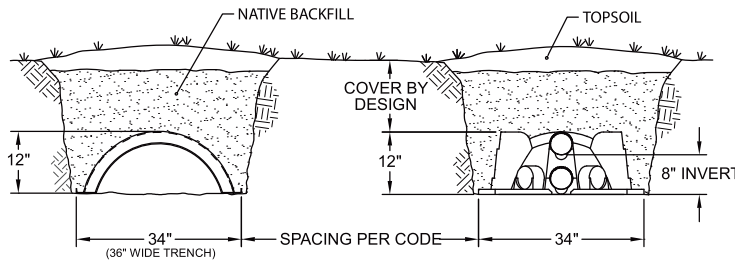 NATIVE BACKFILL
TOPSOIL
COVER BY
DESIGN
12"
12"
8" INVERT
34"
(36" WIDE TRENCH)
SPACING PER CODE
34"